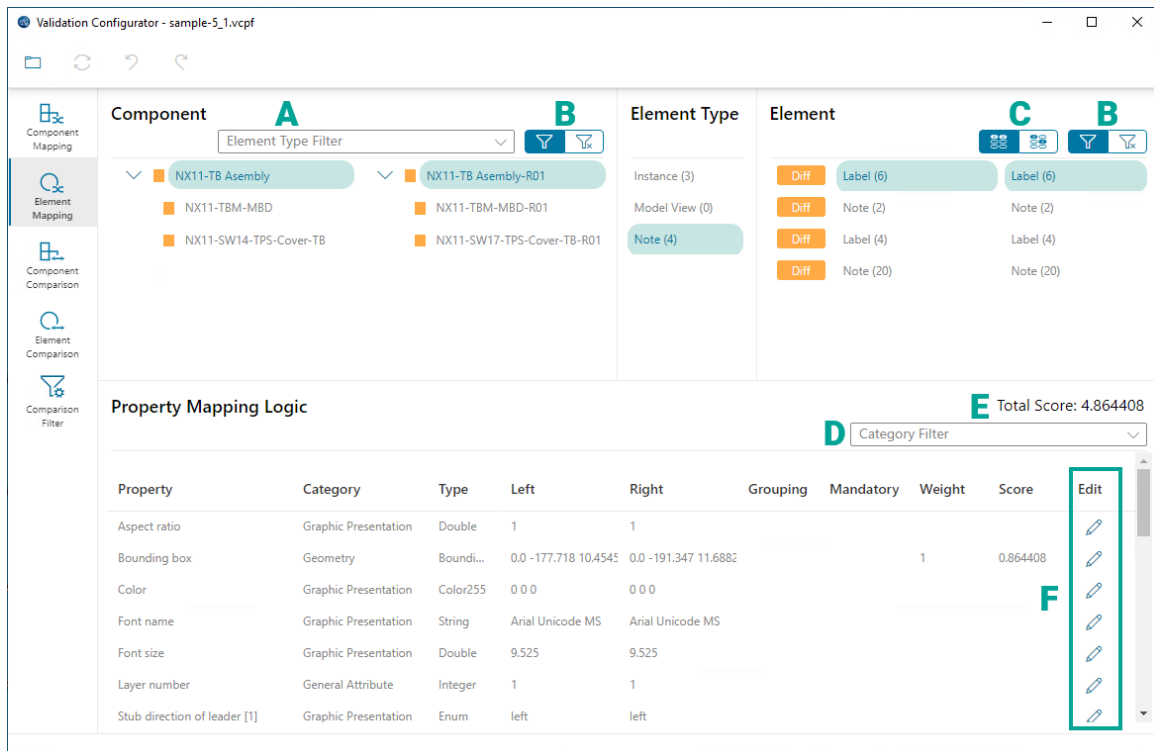 Validation Configurator - sample-5_1.vcpf
Component Mapping
Element Mapping
Component Comparison
Element Comparison
Comparison Filter
Component
A
B
Element Type Filter
NX11-TB Asembly
NX11-TB Asembly-R01
NX11-TBM-MBD
NX11-TBM-MBD-R01
NX11-SW14-TPS-Cover-TB
NX11-SW17-TPS-Cover-TB-R01
Element Type
Instance (3)
Model View (0)
Note (4)
Element
C
B
Diff Label (6) Label (6)
Diff Note (2) Note (2)
Diff Label (4) Label (4)
Diff Note (20) Note (20)
Property Mapping Logic
E Total Score: 4.864408
D Category Filter
Property Category Type Left Right Grouping Mandatory Weight Score Edit
Aspect ratio Graphic Presentation Double 1 1
Bounding box Geometry Boundi... 0.0 -177.718 10.4545 0.0 -191.347 11.6882 1 0.864408
Color Graphic Presentation Color255 0 0 0 0 0 0
F
Font name Graphic Presentation String Arial Unicode MS Arial Unicode MS
Font size Graphic Presentation Double 9.525 9.525
Layer number General Attribute Integer 1 1
Stub direction of leader [1] Graphic Presentation Enum left left